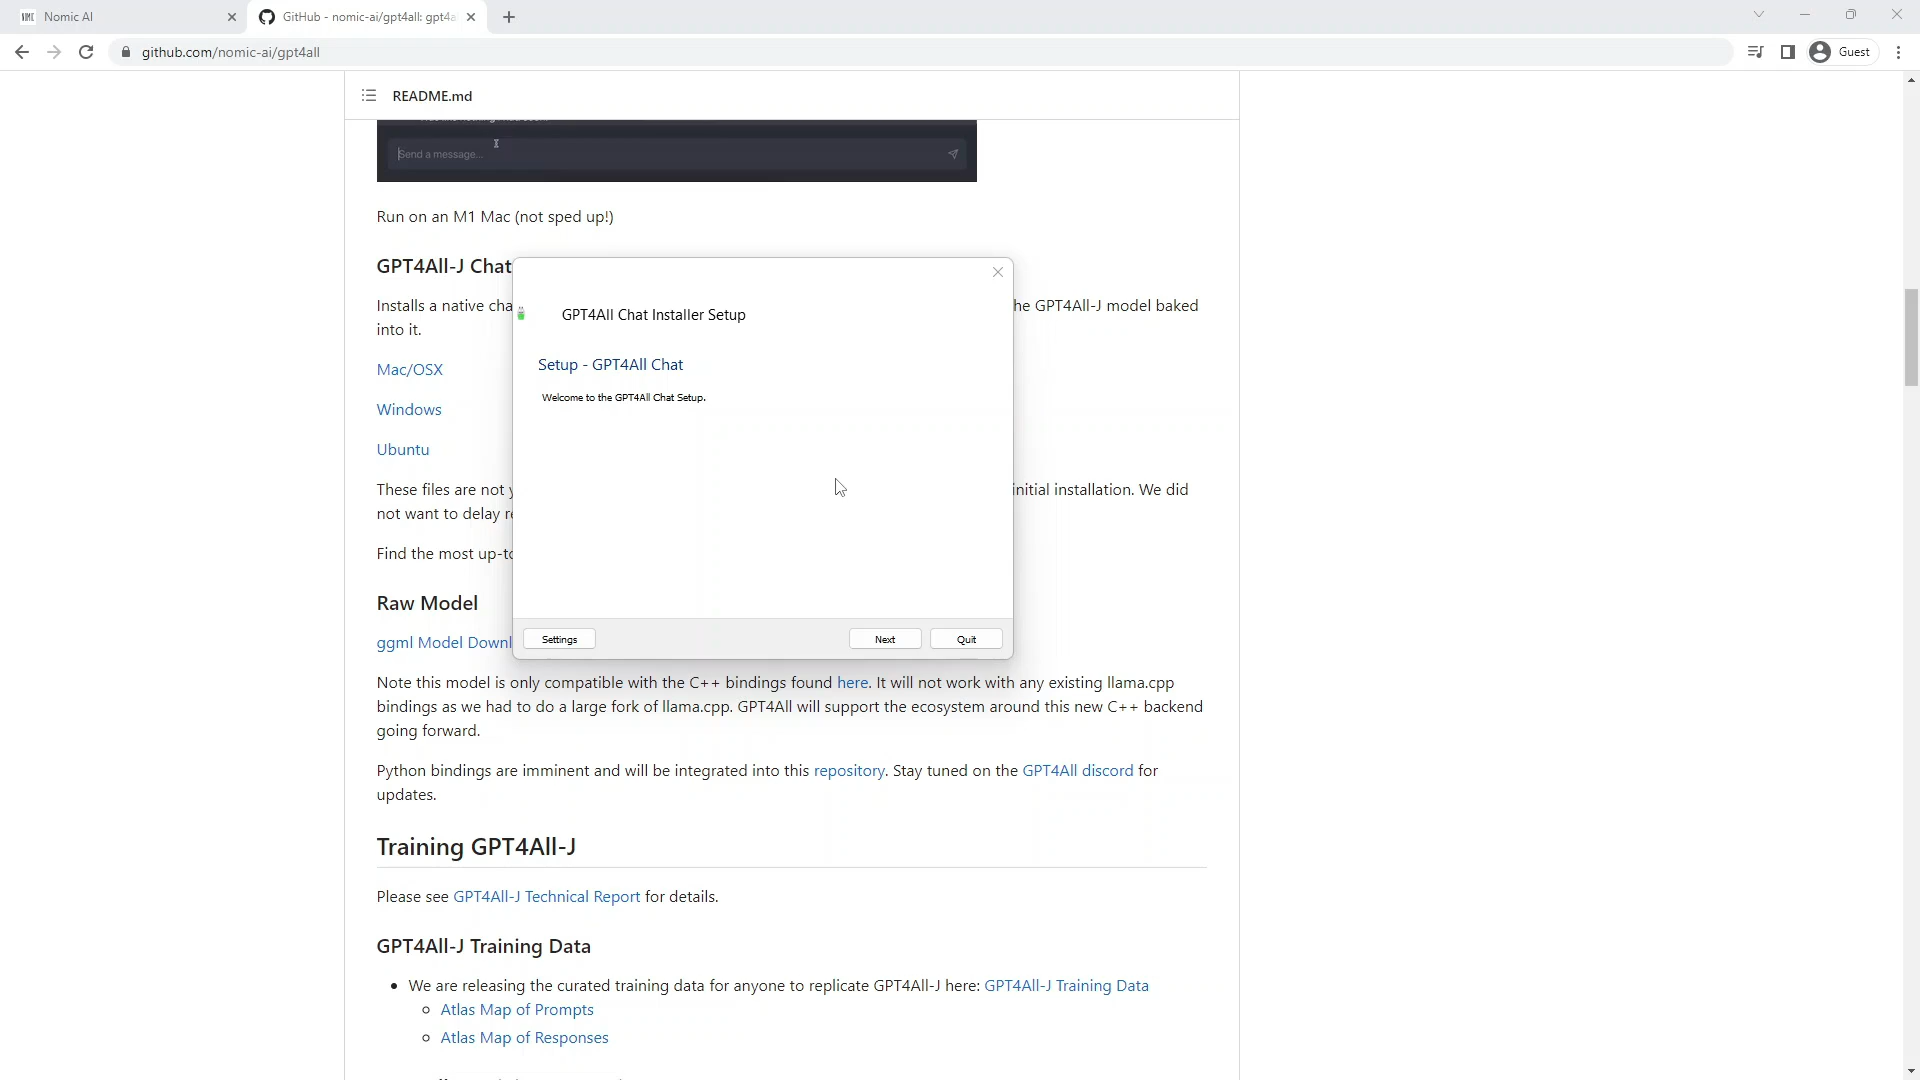 Nomic AI
GitHub - nomic-ai/gpt4all: gpt4a
github.com/nomic-ai/gpt4all
Guest
README.md
Send a message...
Run on an M1 Mac (not sped up!)
GPT4All-J Chat
Installs a native cha
he GPT4All-J model baked
into it.
Mac/OSX
Windows
Ubuntu
These files are not y
initial installation. We did
not want to delay r
Find the most up-to
Raw Model
ggml Model Downl
GPT4All Chat Installer Setup
Setup - GPT4All Chat
Welcome to the GPT4All Chat Setup.
Settings
Next
Quit
Note this model is only compatible with the C++ bindings found here. It will not work with any existing llama.cpp
bindings as we had to do a large fork of llama.cpp. GPT4All will support the ecosystem around this new C++ backend
going forward.
Python bindings are imminent and will be integrated into this repository. Stay tuned on the GPT4All discord for
updates.
Training GPT4All-J
Please see GPT4All-J Technical Report for details.
GPT4All-J Training Data
We are releasing the curated training data for anyone to replicate GPT4All-J here: GPT4All-J Training Data
Atlas Map of Prompts
Atlas Map of Responses